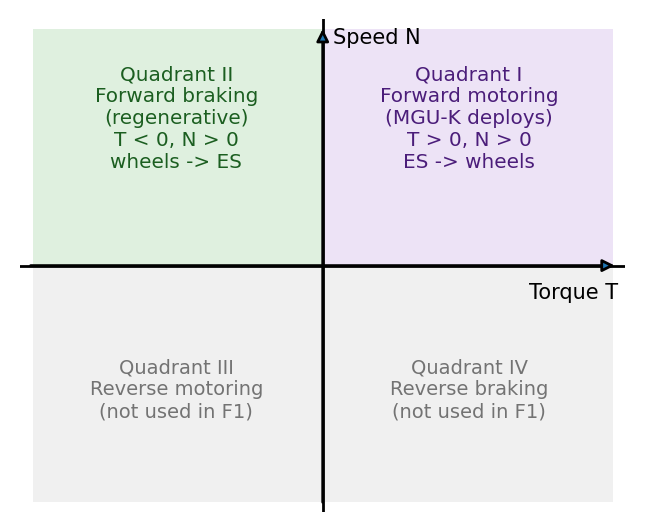 Speed N
Quadrant II
Forward braking
(regenerative)
T < 0, N > 0
wheels -> ES
Quadrant I
Forward motoring
(MGU-K deploys)
T > 0, N > 0
ES -> wheels
Torque T
Quadrant III
Reverse motoring
(not used in F1)
Quadrant IV
Reverse braking
(not used in F1)